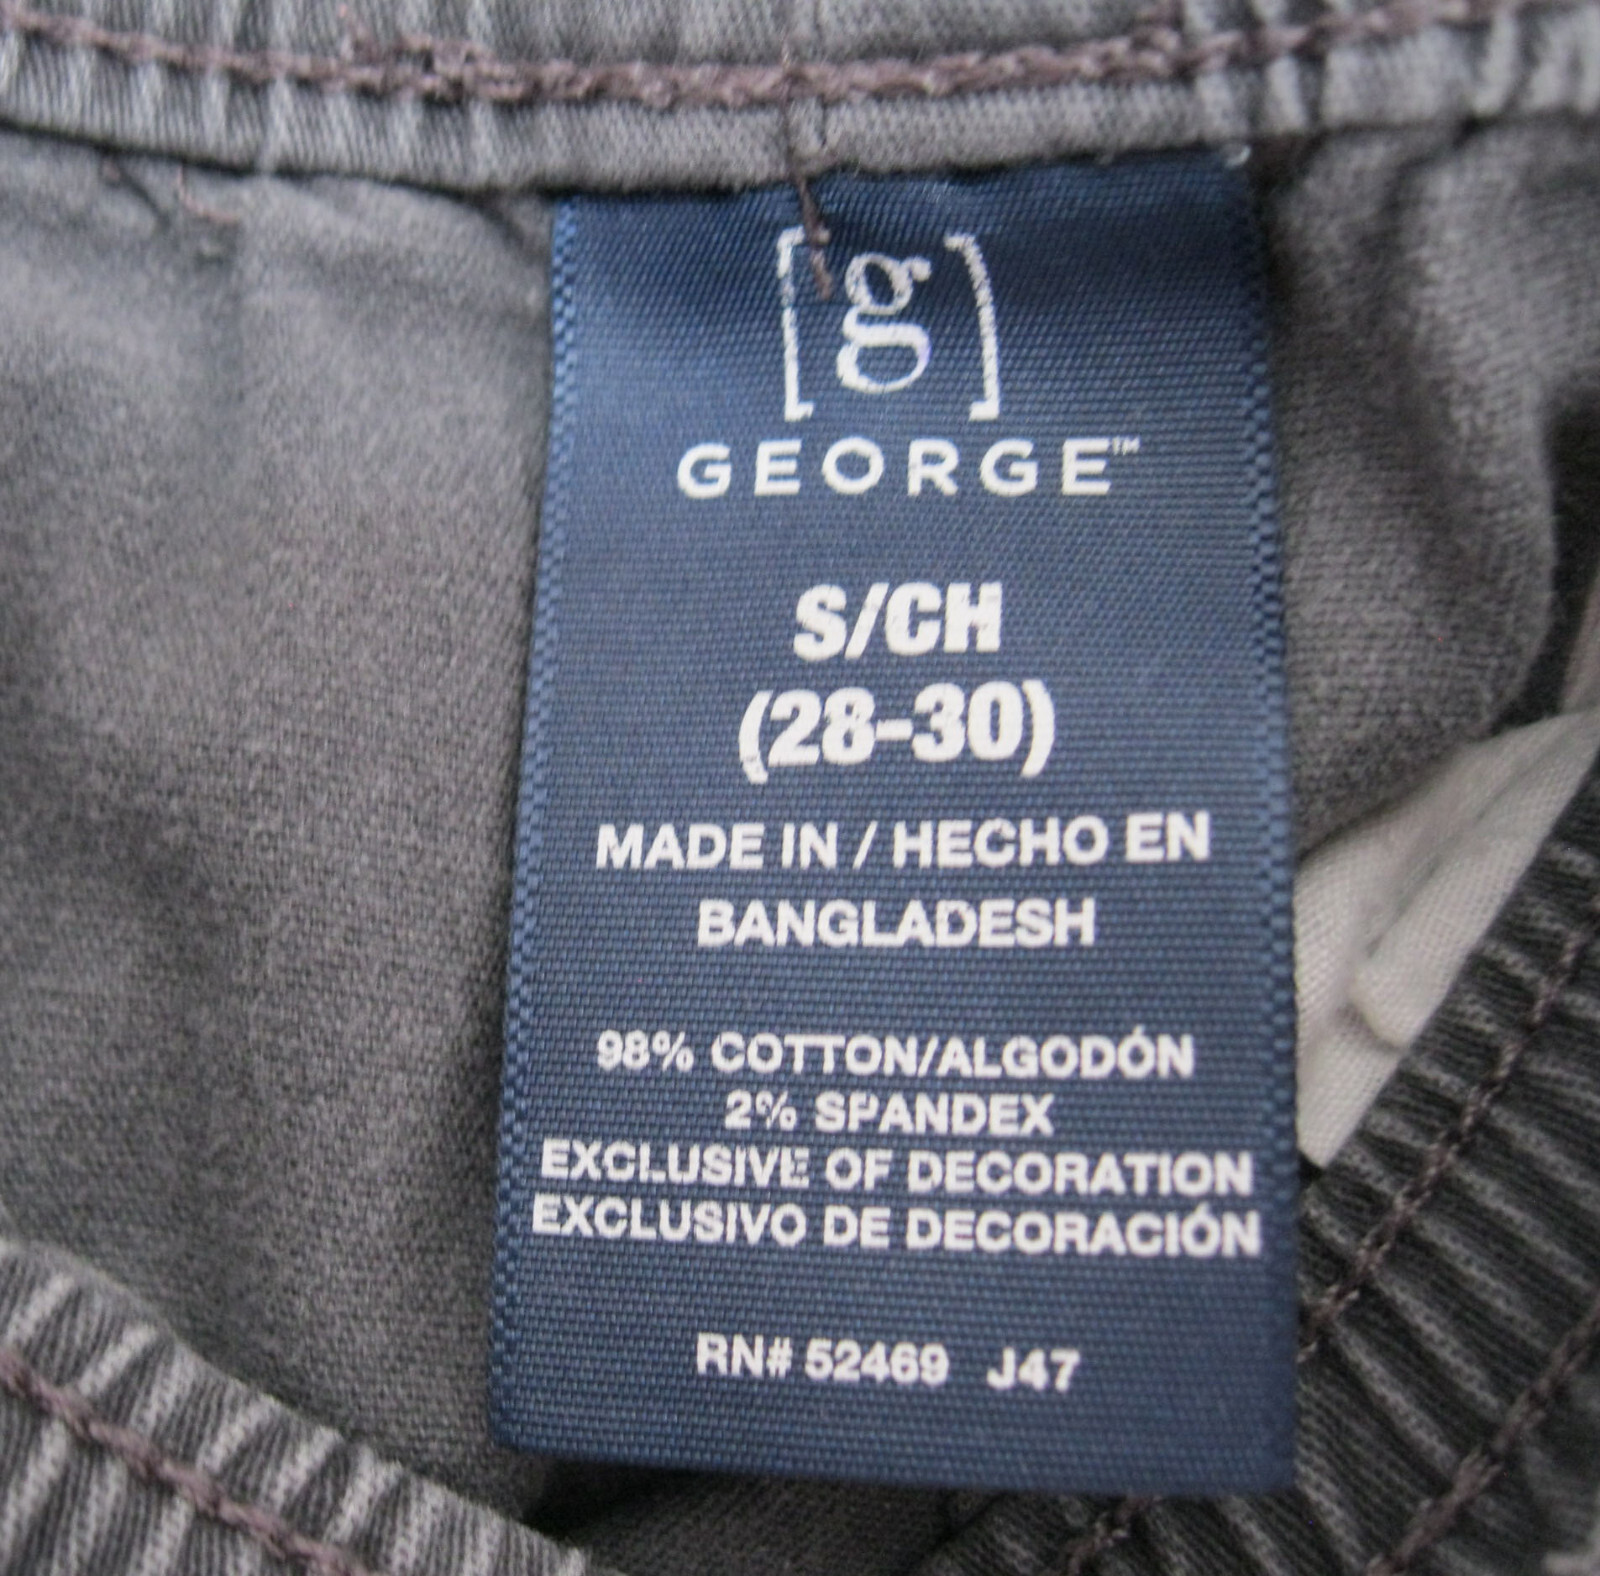 [g]
GEORGE™
S/CH
(28-30)
MADE IN / HECHO EN
BANGLADESH
98% COTTON/ALGODÓN
2% SPANDEX
EXCLUSIVE OF DECORATION
EXCLUSIVO DE DECORACIÓN
RN# 52469 J47